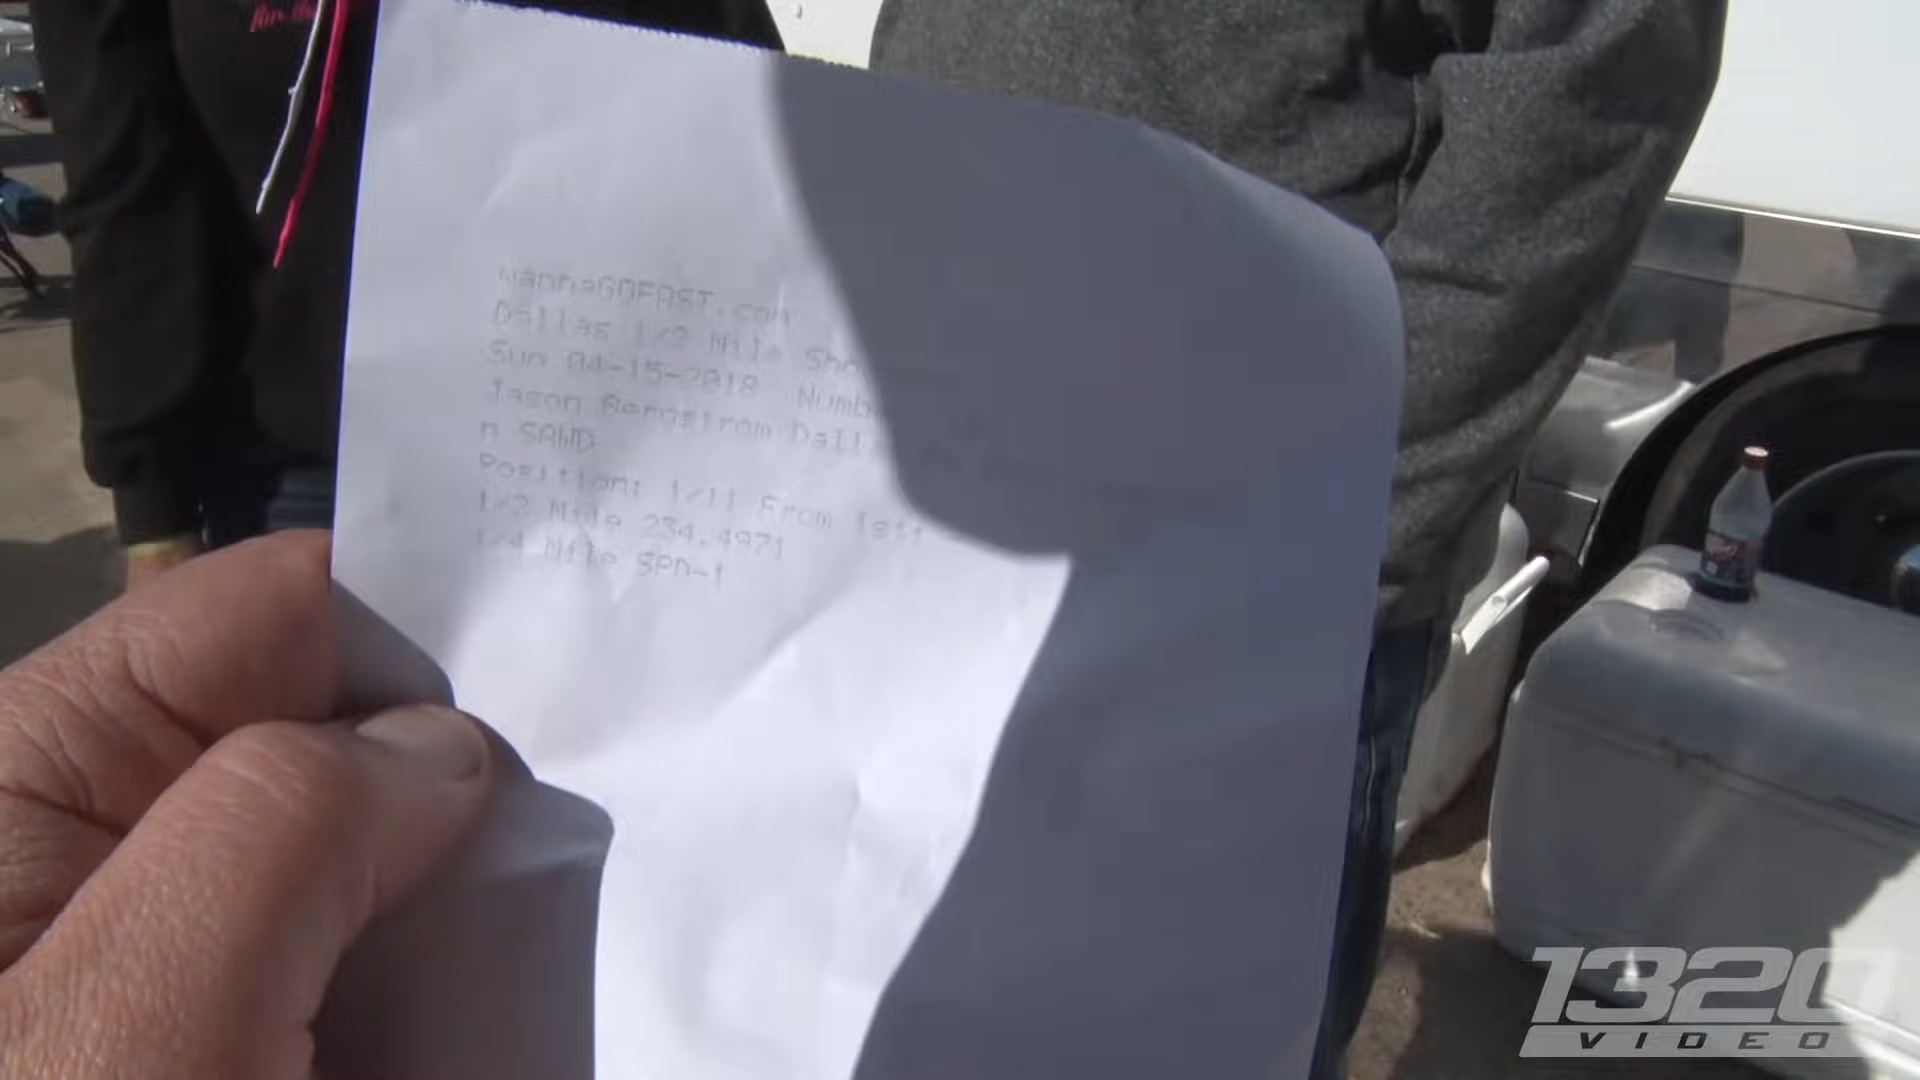 WannaGOFAST.com
Dallas 1/2 Mile Sho
Sun 04-15-2018 Numb
Jason Bergstrom Dall
n SAWD
Position: 1/11 From 1st:
1/2 Mile 234.4971
1/4 Mile SPD-1
1320
VIDEO